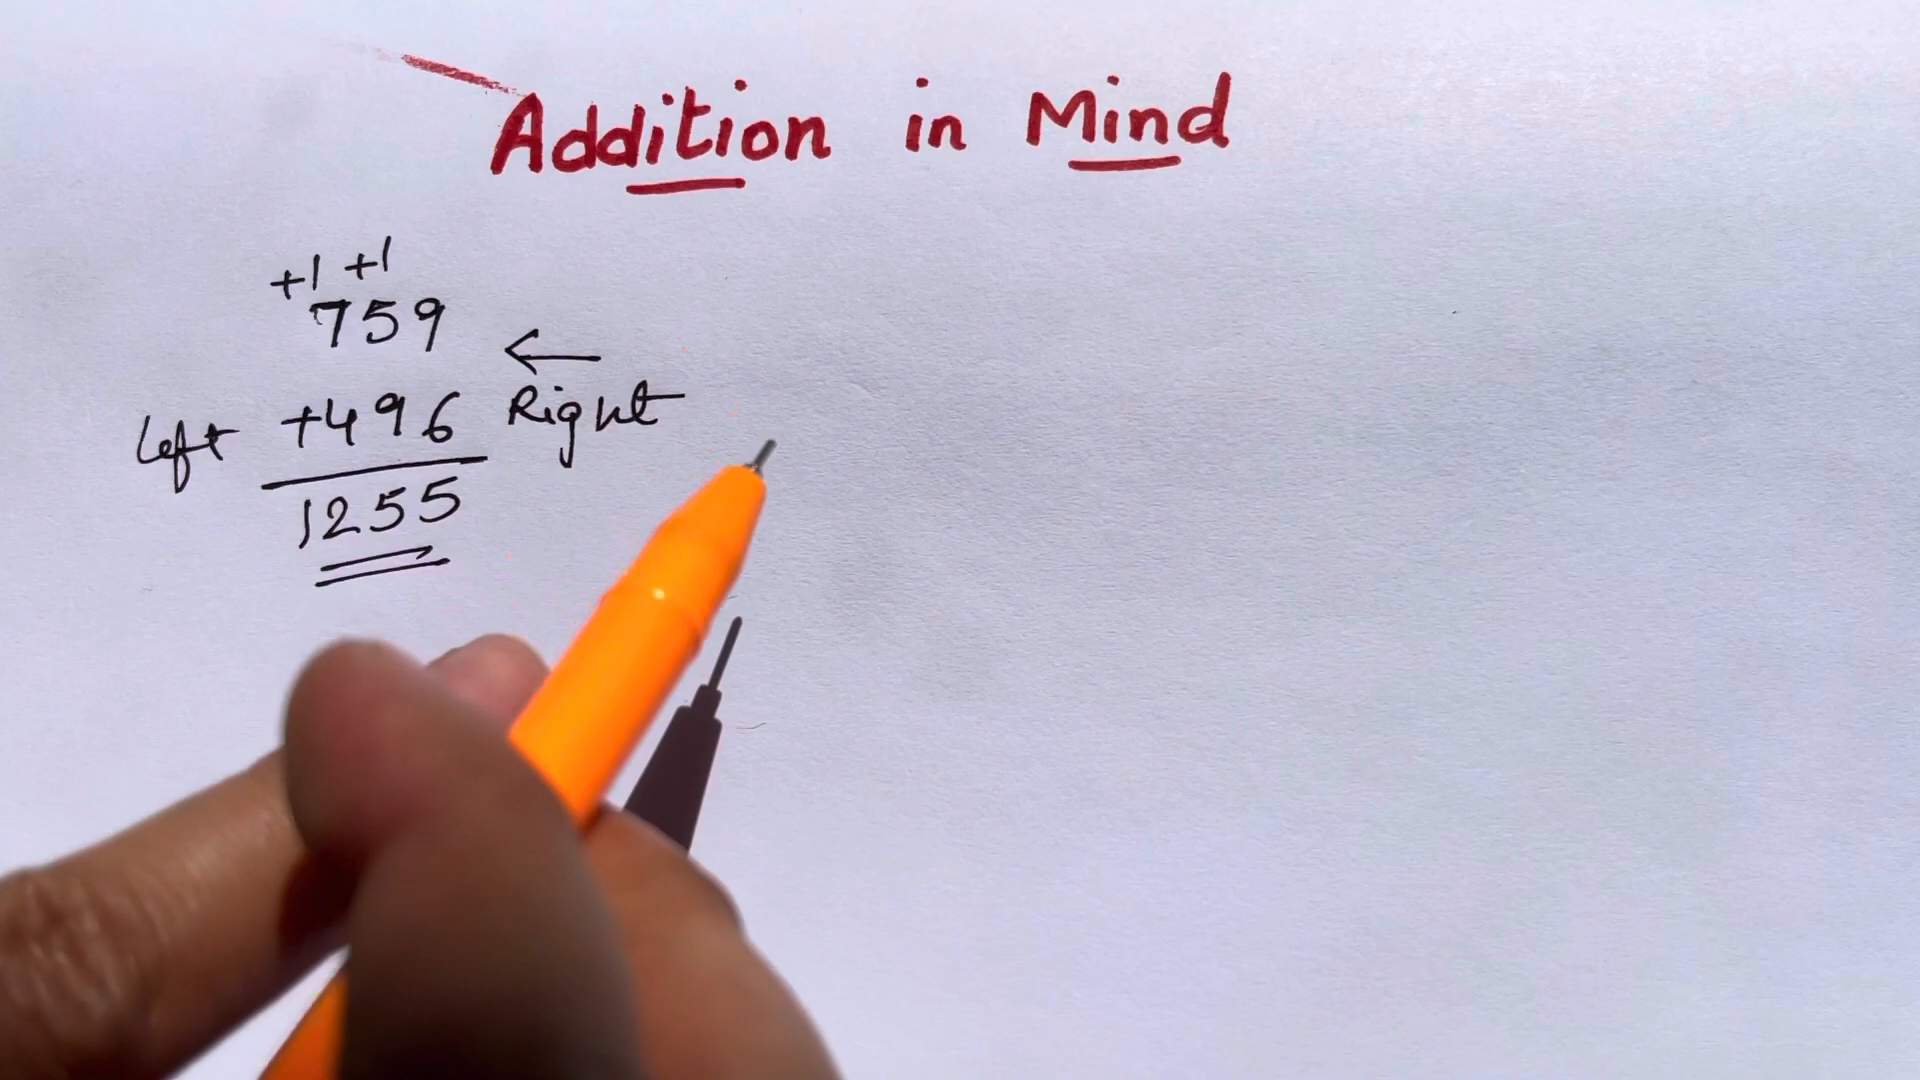 Addition in Mind
+1 +1
759
←
left +496 Right
1255